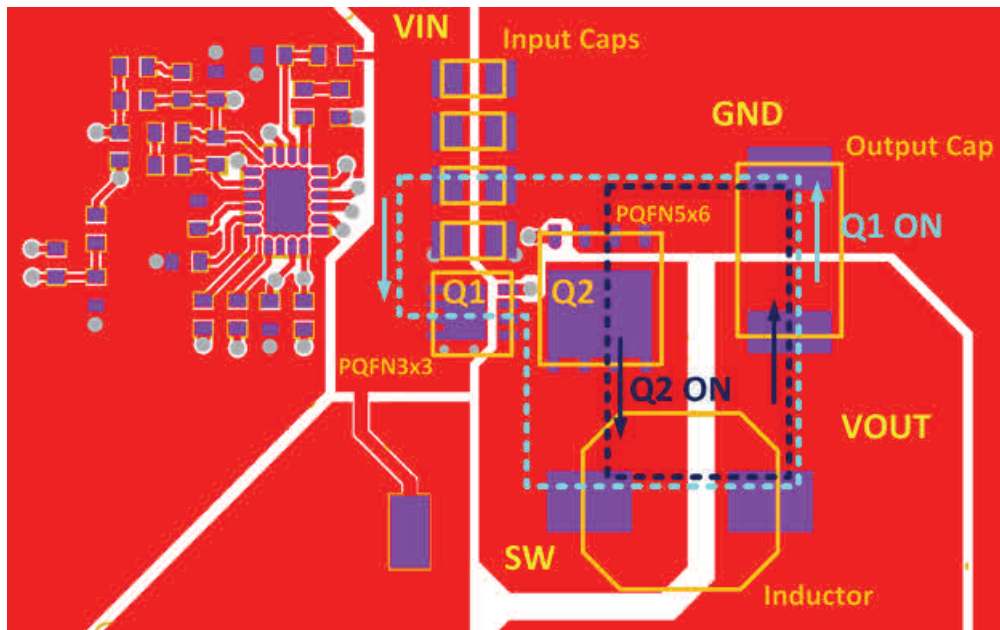 VIN
Input Caps
GND
Output Cap
PQFN5x6
Q1 ON
Q1
Q2
PQFN3x3
Q2 ON
VOUT
SW
Inductor